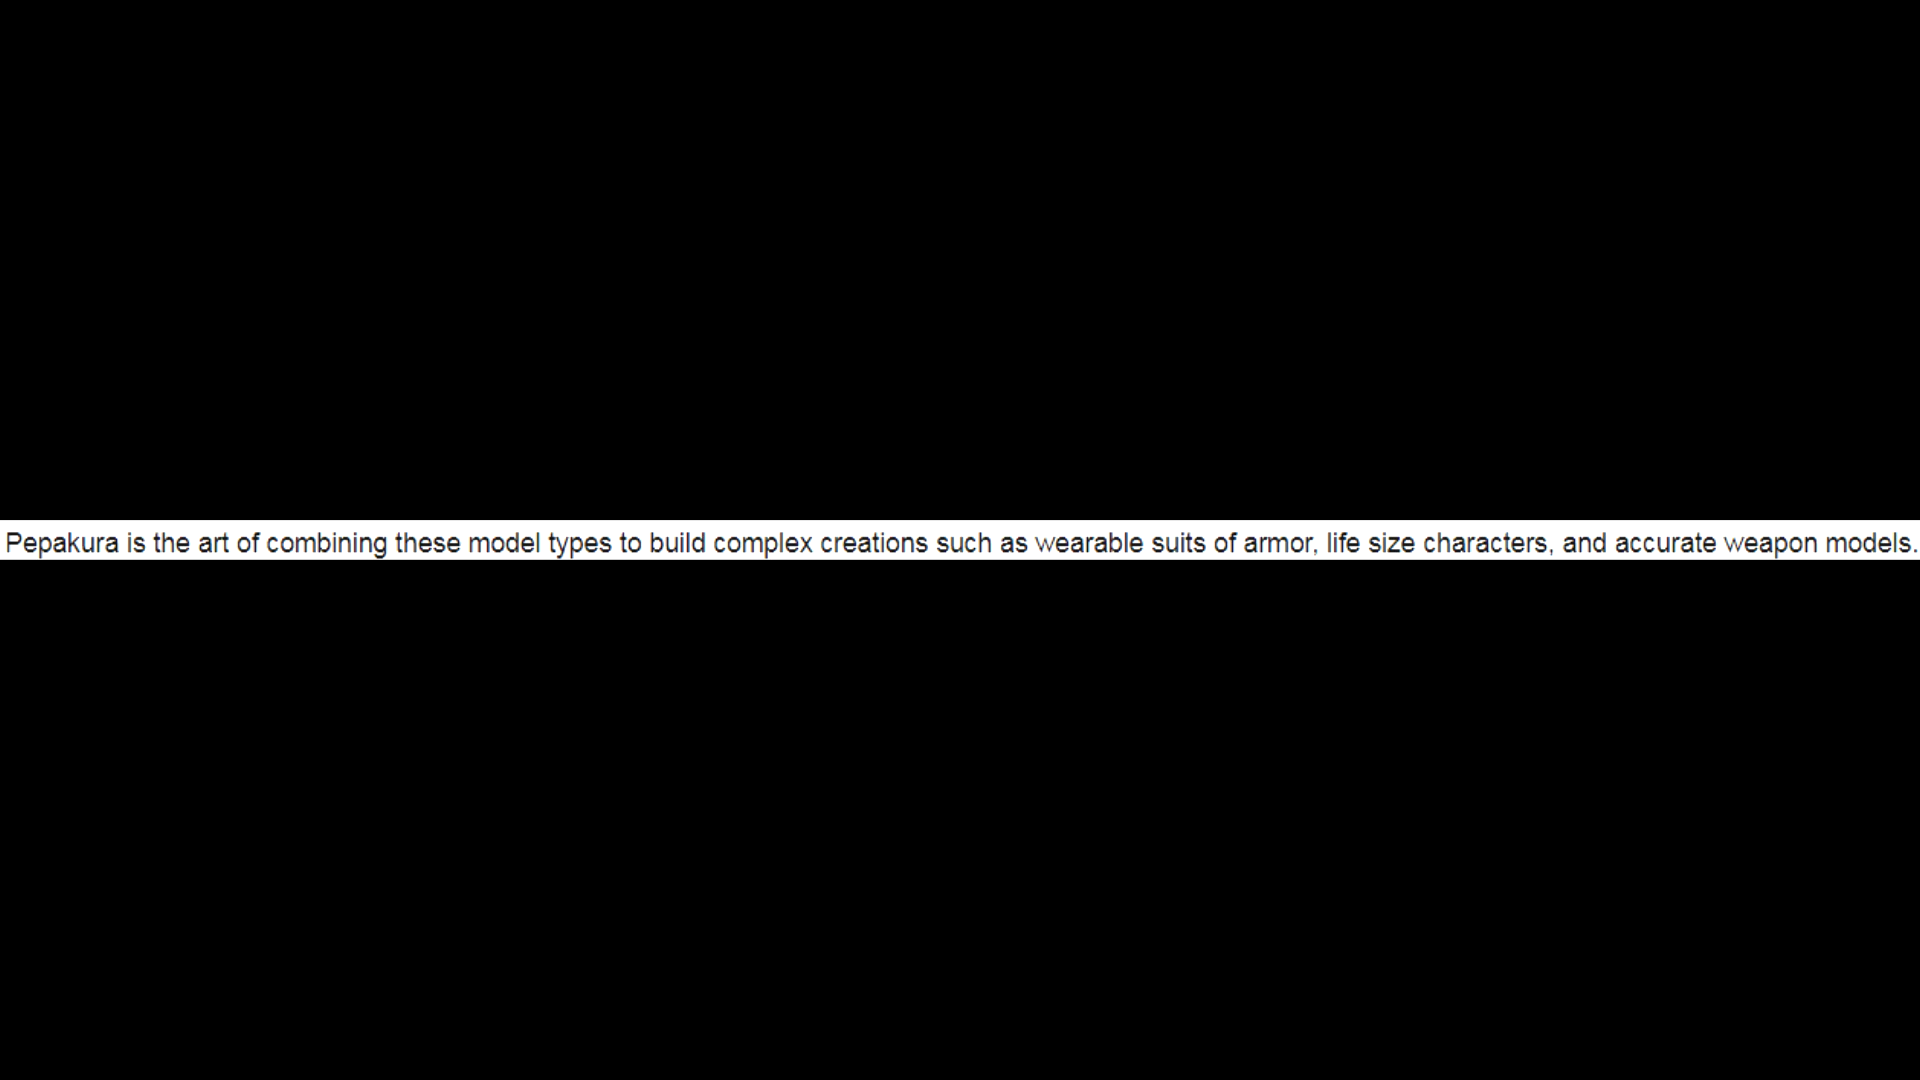 Pepakura is the art of combining these model types to build complex creations such as wearable suits of armor, life size characters, and accurate weapon models.